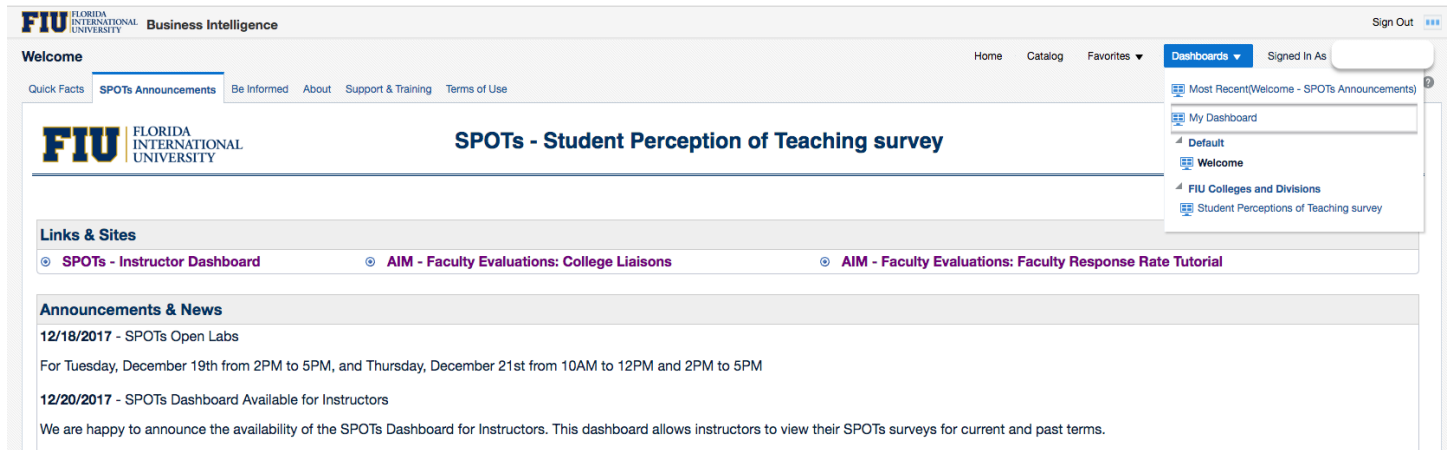 FIU FLORIDA INTERNATIONAL UNIVERSITY Business Intelligence Sign Out
Welcome Home Catalog Favorites Dashboards Signed In As
Quick Facts SPOTs Announcements Be Informed About Support & Training Terms of Use
Most Recent(Welcome - SPOTs Announcements)
My Dashboard
Default
Welcome
FIU Colleges and Divisions
Student Perceptions of Teaching survey
FIU FLORIDA
INTERNATIONAL
UNIVERSITY
SPOTs - Student Perception of Teaching survey
Links & Sites
SPOTs - Instructor Dashboard AIM - Faculty Evaluations: College Liaisons AIM - Faculty Evaluations: Faculty Response Rate Tutorial
Announcements & News
12/18/2017 - SPOTs Open Labs
For Tuesday, December 19th from 2PM to 5PM, and Thursday, December 21st from 10AM to 12PM and 2PM to 5PM
12/20/2017 - SPOTs Dashboard Available for Instructors
We are happy to announce the availability of the SPOTs Dashboard for Instructors. This dashboard allows instructors to view their SPOTs surveys for current and past terms.